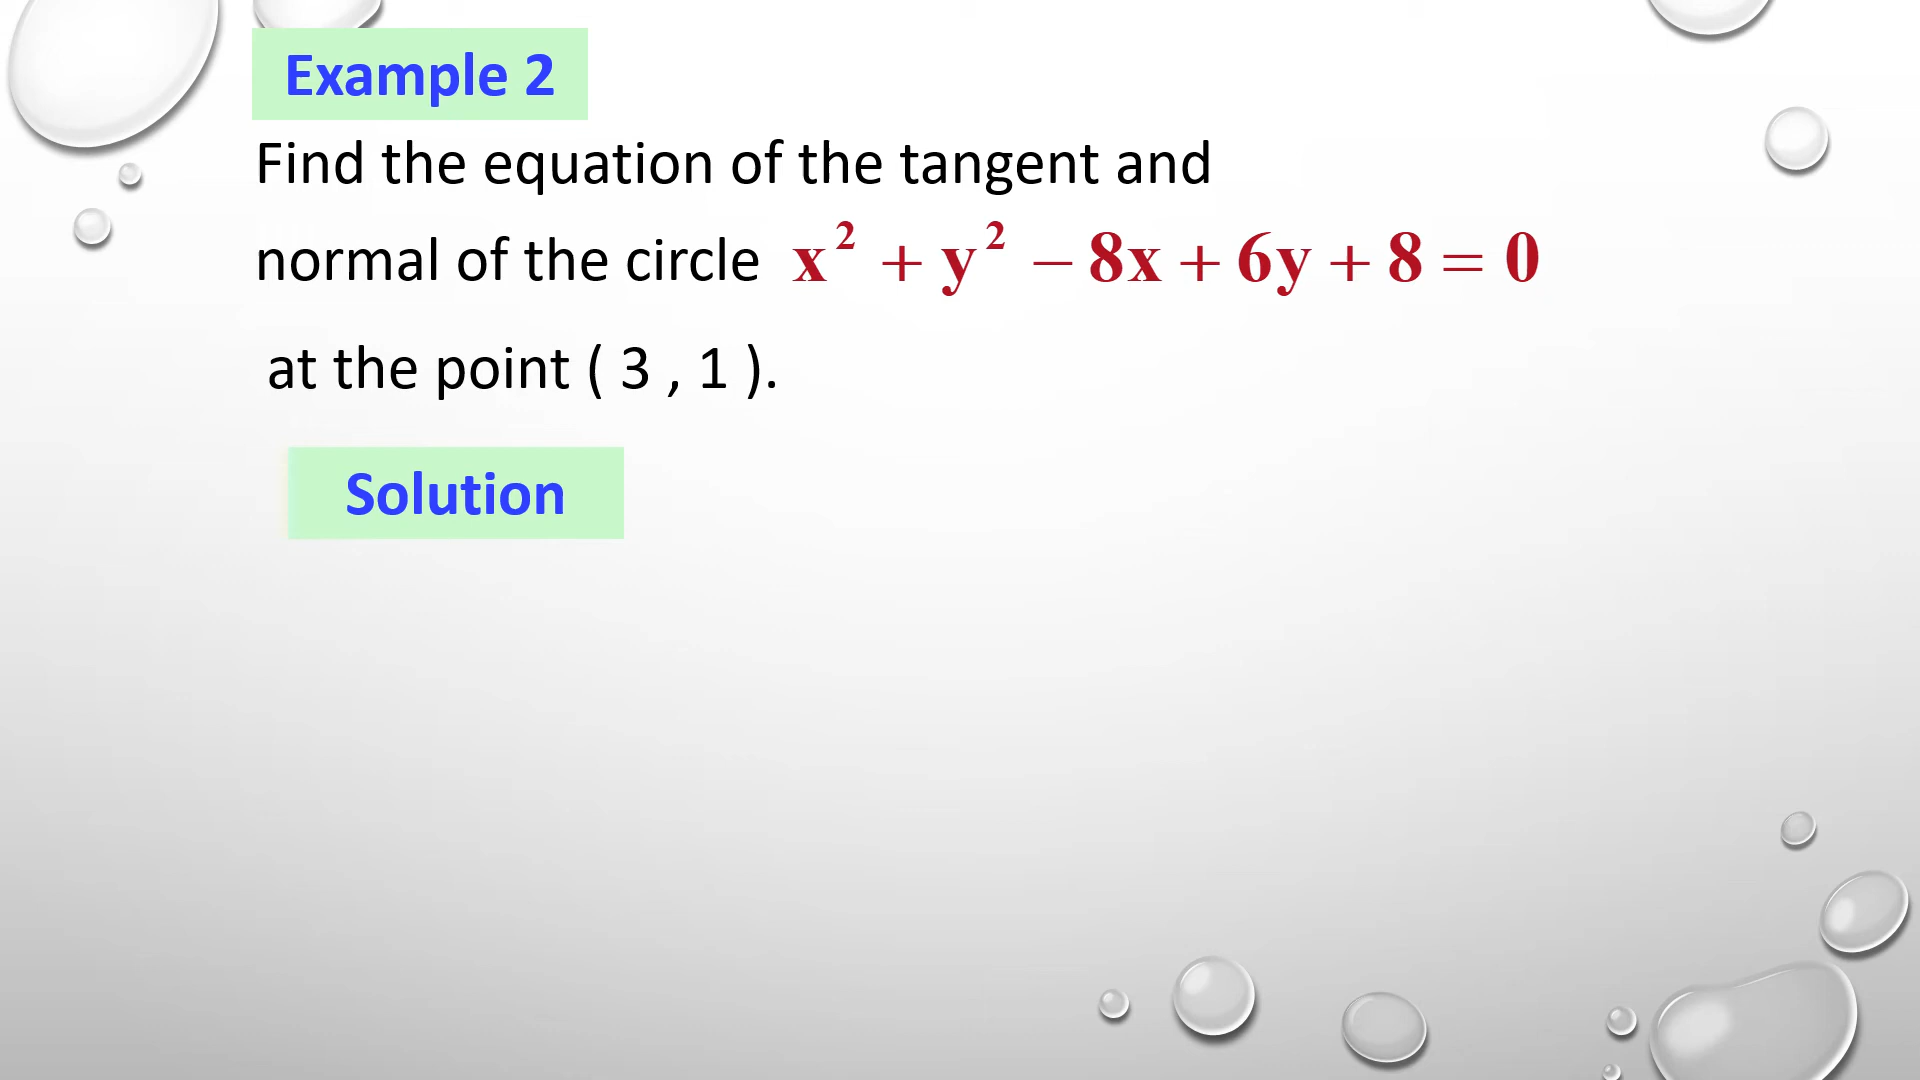 Example 2
Find the equation of the tangent and
normal of the circle x² + y² − 8x + 6y + 8 = 0
at the point ( 3 , 1 ).
Solution